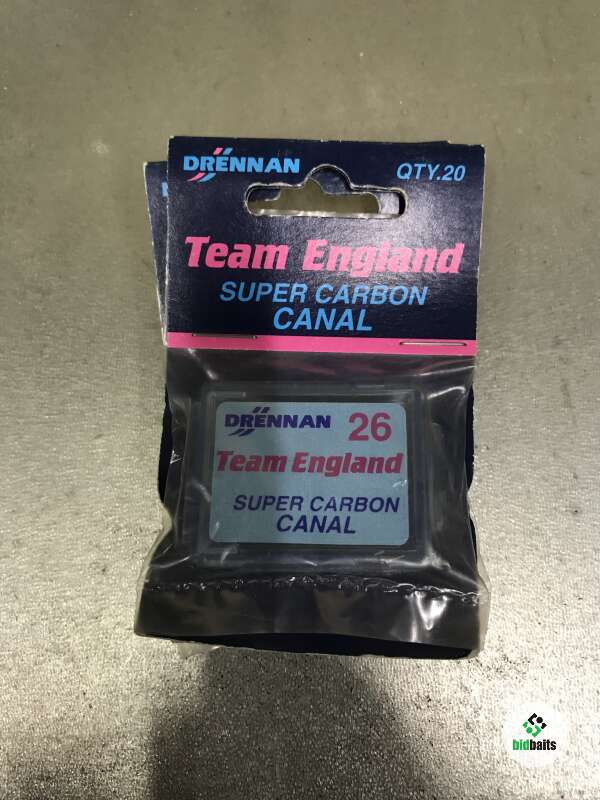 DRENNAN
QTY.20
Team England
SUPER CARBON
CANAL
DRENNAN 26
Team England
SUPER CARBON
CANAL
bidbaits